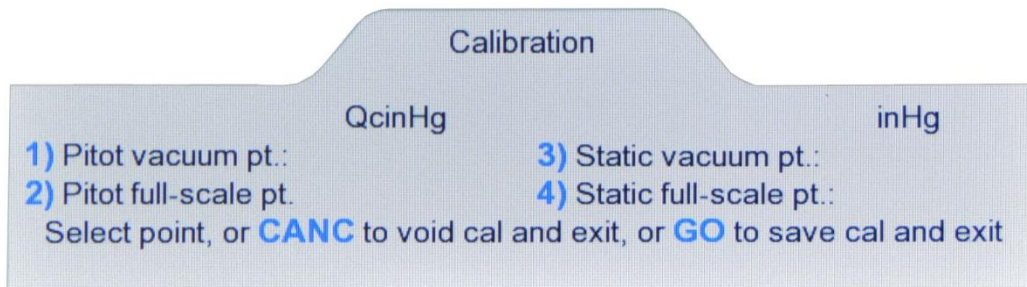 Calibration
QcinHg inHg
1) Pitot vacuum pt.: 3) Static vacuum pt.:
2) Pitot full-scale pt. 4) Static full-scale pt.:
Select point, or CANC to void cal and exit, or GO to save cal and exit